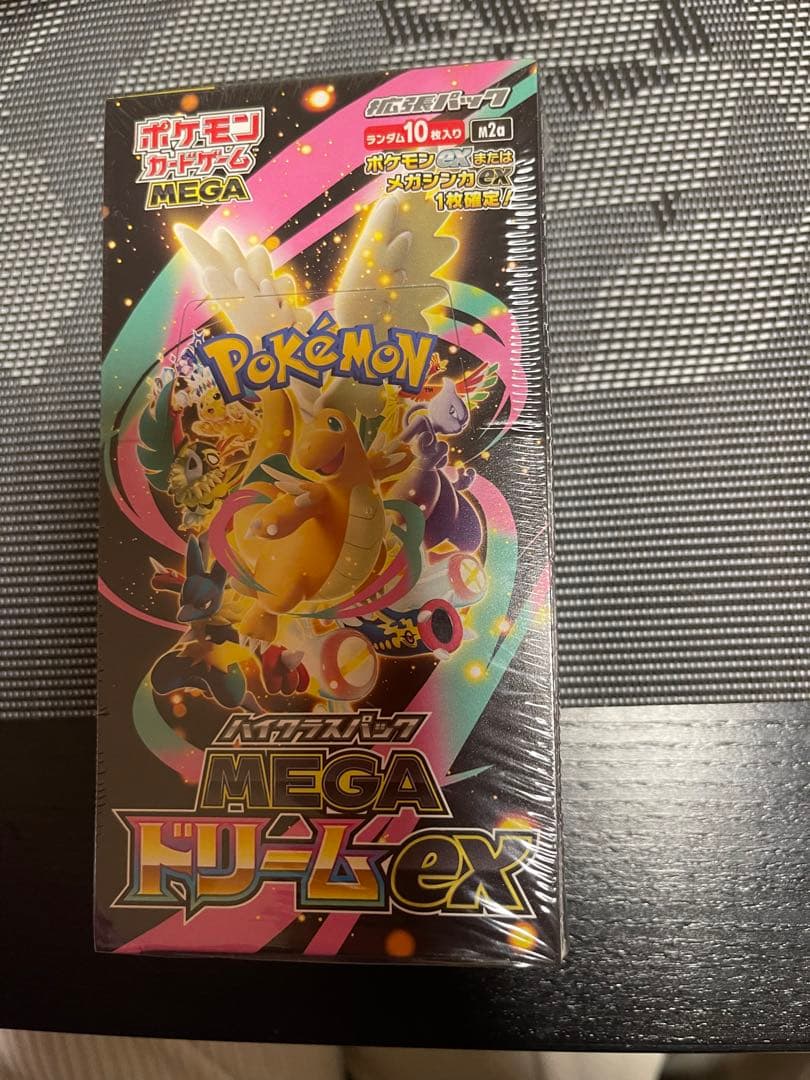 拡張パック
ポケモン
カードゲーム
MEGA
ランダム10枚入り
M2a
ポケモンexまたは
メガシンカex
1枚確定!
POKéMON
TM
ハイクラスパック
MEGA
ドリームex